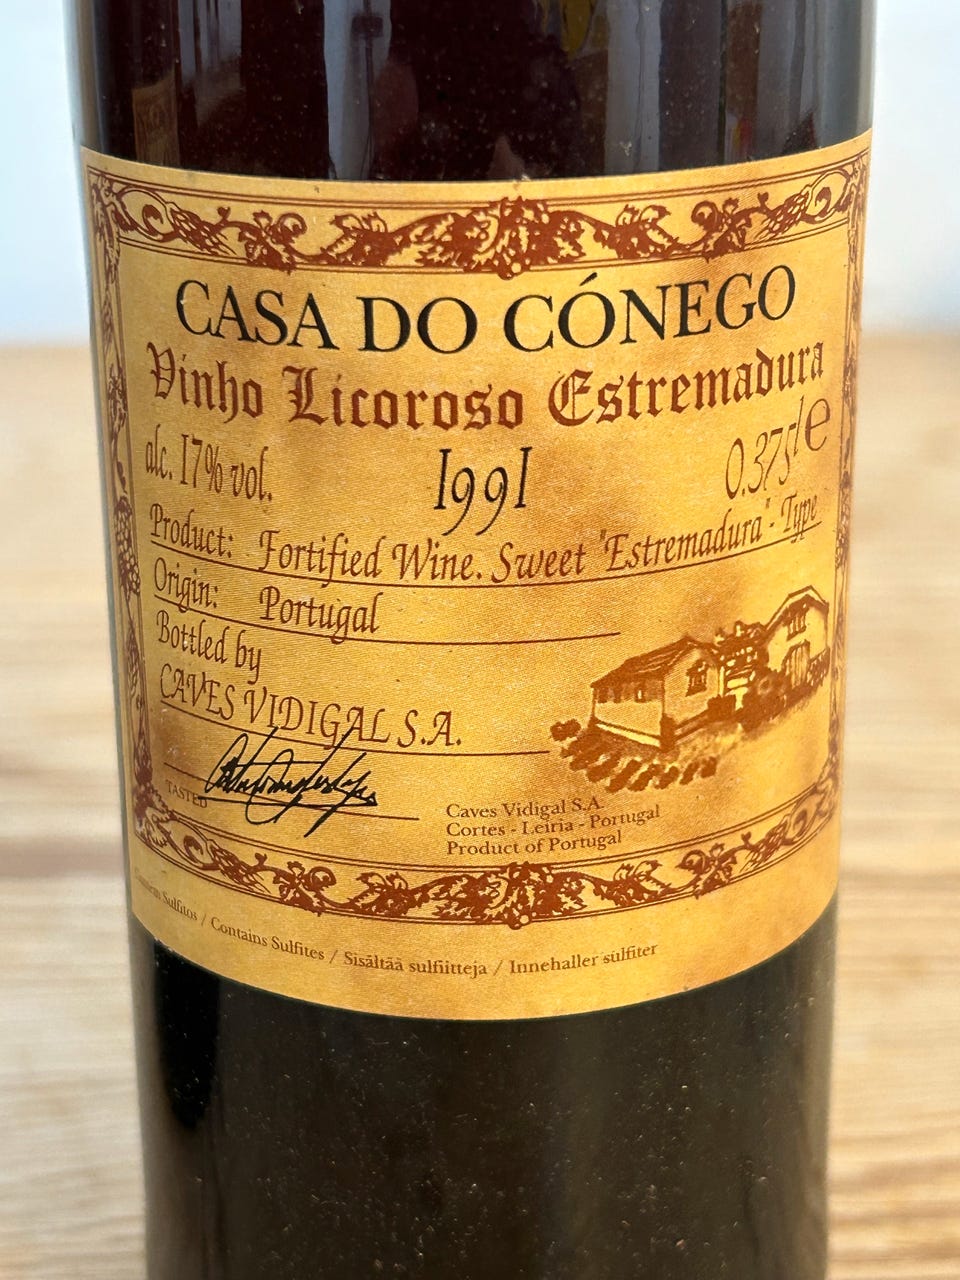 CASA DO CÓNEGO
Vinho Licoroso Estremadura
alc. 17% vol. 1991 0.375l e
Product: Fortified Wine. Sweet "Estremadura"- Type
Origin: Portugal
Bottled by
CAVES VIDIGAL S.A.
TASTED
Caves Vidigal S.A.
Cortes - Leiria - Portugal
Product of Portugal
Sulfitos / Contains Sulfites / Sisältää sulfiitteja / Innehaller sulfiter